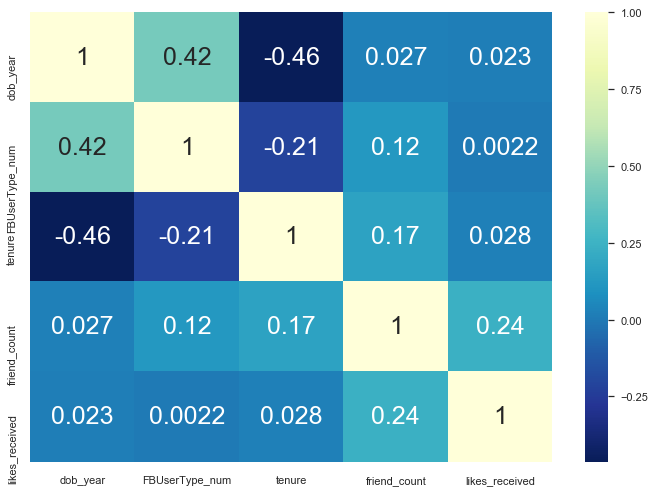 dob_year 1 0.42 -0.46 0.027 0.023
FBUserType_num 0.42 1 -0.21 0.12 0.0022
tenure -0.46 -0.21 1 0.17 0.028
friend_count 0.027 0.12 0.17 1 0.24
likes_received 0.023 0.0022 0.028 0.24 1
dob_year FBUserType_num tenure friend_count likes_received
1.00
0.75
0.50
0.25
0.00
-0.25